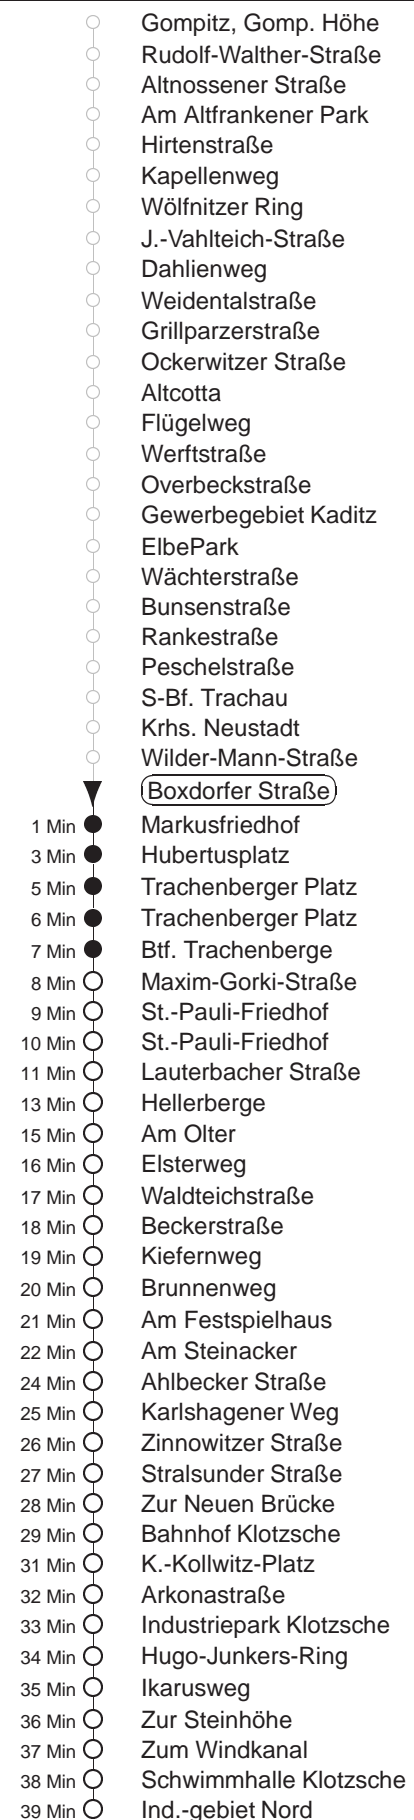 Gompitz, Gomp. Höhe
Rudolf-Walther-Straße
Altnossener Straße
Am Altfrankener Park
Hirtenstraße
Kapellenweg
Wölfnitzer Ring
J.-Vahlteich-Straße
Dahlienweg
Weidentalstraße
Grillparzerstraße
Ockerwitzer Straße
Altcotta
Flügelweg
Werftstraße
Overbeckstraße
Gewerbegebiet Kaditz
ElbePark
Wächterstraße
Bunsenstraße
Rankestraße
Peschelstraße
S-Bf. Trachau
Krhs. Neustadt
Wilder-Mann-Straße
Boxdorfer Straße
1 Min Markusfriedhof
3 Min Hubertusplatz
5 Min Trachenberger Platz
6 Min Trachenberger Platz
7 Min Btf. Trachenberge
8 Min Maxim-Gorki-Straße
9 Min St.-Pauli-Friedhof
10 Min St.-Pauli-Friedhof
11 Min Lauterbacher Straße
13 Min Hellerberge
15 Min Am Olter
16 Min Elsterweg
17 Min Waldteichstraße
18 Min Beckerstraße
19 Min Kiefernweg
20 Min Brunnenweg
21 Min Am Festspielhaus
22 Min Am Steinacker
24 Min Ahlbecker Straße
25 Min Karlshagener Weg
26 Min Zinnowitzer Straße
27 Min Stralsunder Straße
28 Min Zur Neuen Brücke
29 Min Bahnhof Klotzsche
31 Min K.-Kollwitz-Platz
32 Min Arkonastraße
33 Min Industriepark Klotzsche
34 Min Hugo-Junkers-Ring
35 Min Ikarusweg
36 Min Zur Steinhöhe
37 Min Zum Windkanal
38 Min Schwimmhalle Klotzsche
39 Min Ind.-gebiet Nord